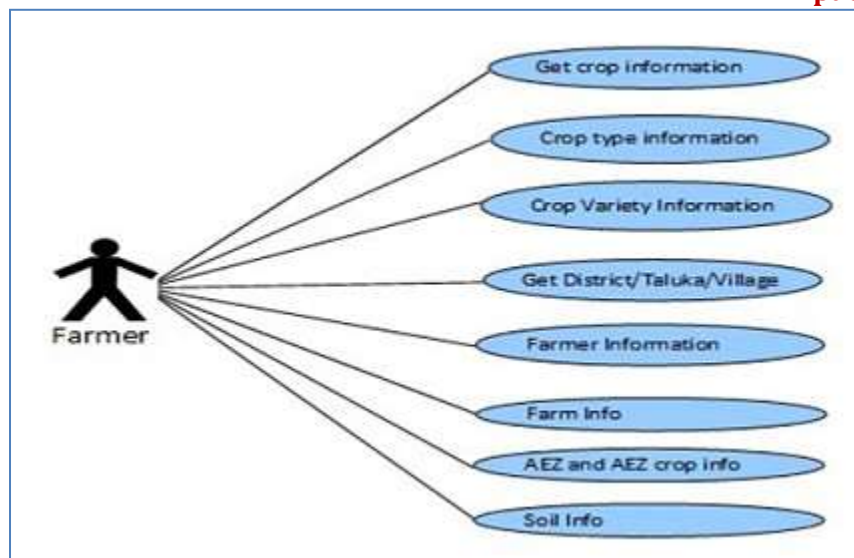 Get crop information
Crop type information
Crop Variety Information
Get District/Taluka/Village
Farmer
Farmer Information
Farm Info
AEZ and AEZ crop info
Soil Info